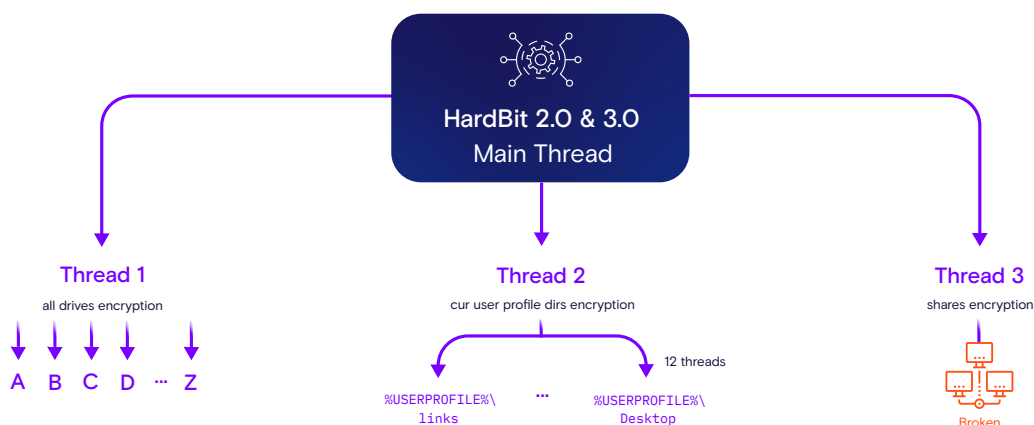 HardBit 2.0 & 3.0
Main Thread
Thread 1
all drives encryption
A B C D ... Z
Thread 2
cur user profile dirs encryption
12 threads
%USERPROFILE%\
links
...
%USERPROFILE%\
Desktop
Thread 3
shares encryption
Broken